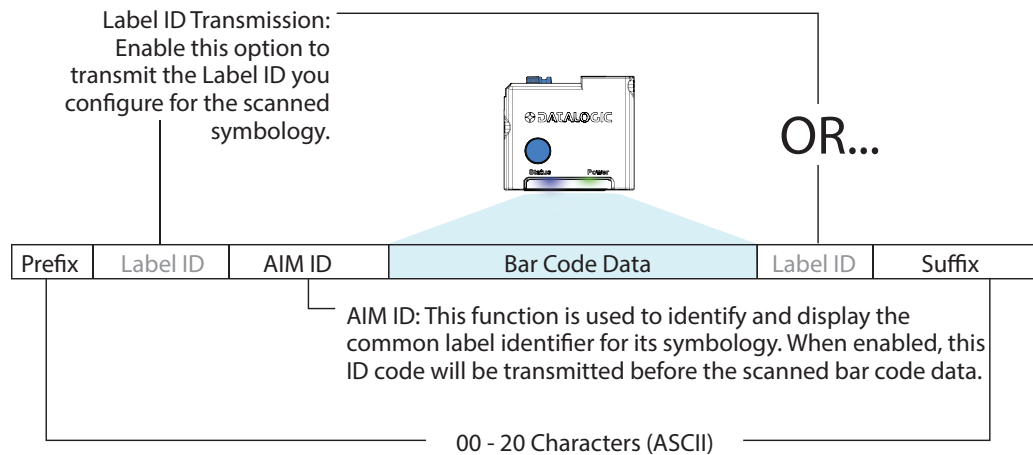 Label ID Transmission:
Enable this option to
transmit the Label ID you
configure for the scanned
symbology.
DATALOGIC
Status Power
OR...
Prefix Label ID AIM ID Bar Code Data Label ID Suffix
AIM ID: This function is used to identify and display the
common label identifier for its symbology. When enabled, this
ID code will be transmitted before the scanned bar code data.
00 - 20 Characters (ASCII)